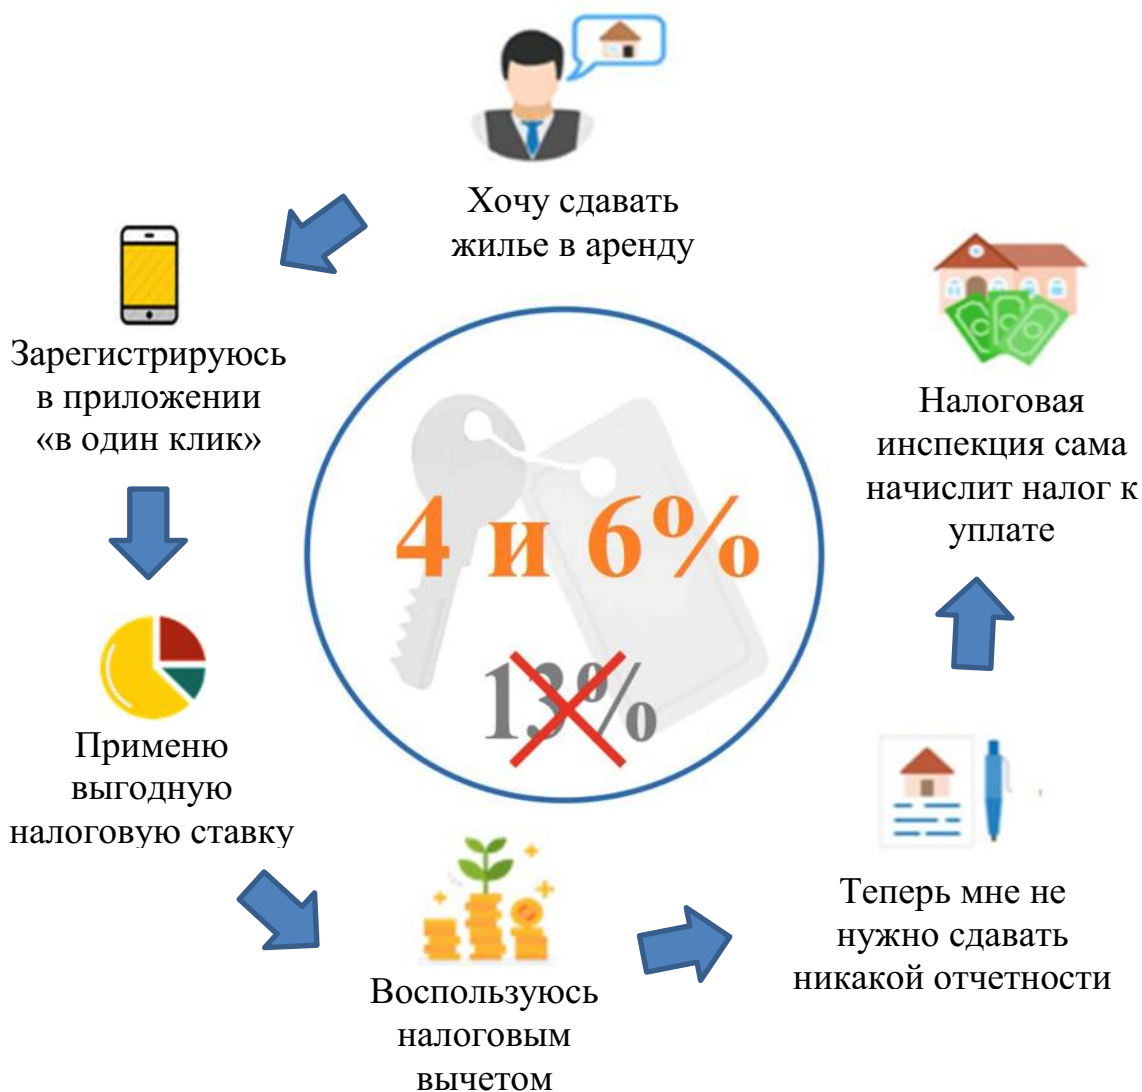 Хочу сдавать
жилье в аренду
Зарегистрируюсь
в приложении
«в один клик»
Применю
выгодную
налоговую ставку
Воспользуюсь
налоговым
вычетом
Теперь мне не
нужно сдавать
никакой отчетности
Налоговая
инспекция сама
начислит налог к
уплате
4 и 6%
13%